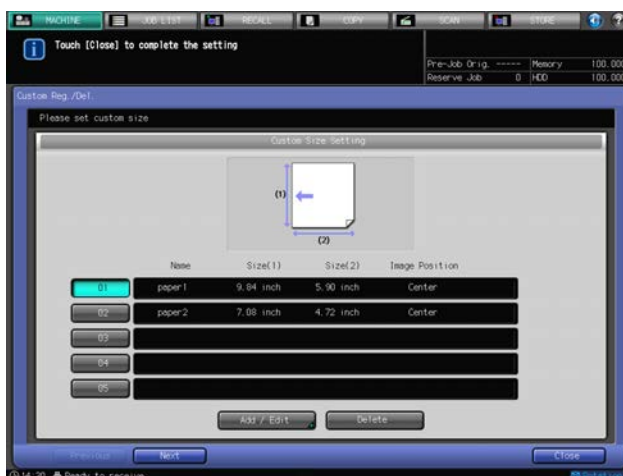 MACHINE JOB LIST RECALL COPY SCAN STORE
Touch [Close] to complete the setting
Pre-Job Orig. ----- Memory 100.00
Reserve Job 0 HDD 100.00
Custom Reg./Del.
Please set custom size
Custom Size Setting
(1)
(2)
Name Size(1) Size(2) Image Position
01 paper1 9.84 inch 5.90 inch Center
02 paper2 7.08 inch 4.72 inch Center
03
04
05
Add / Edit Delete
Previous Next Close
14:20 Ready to receive Rotation